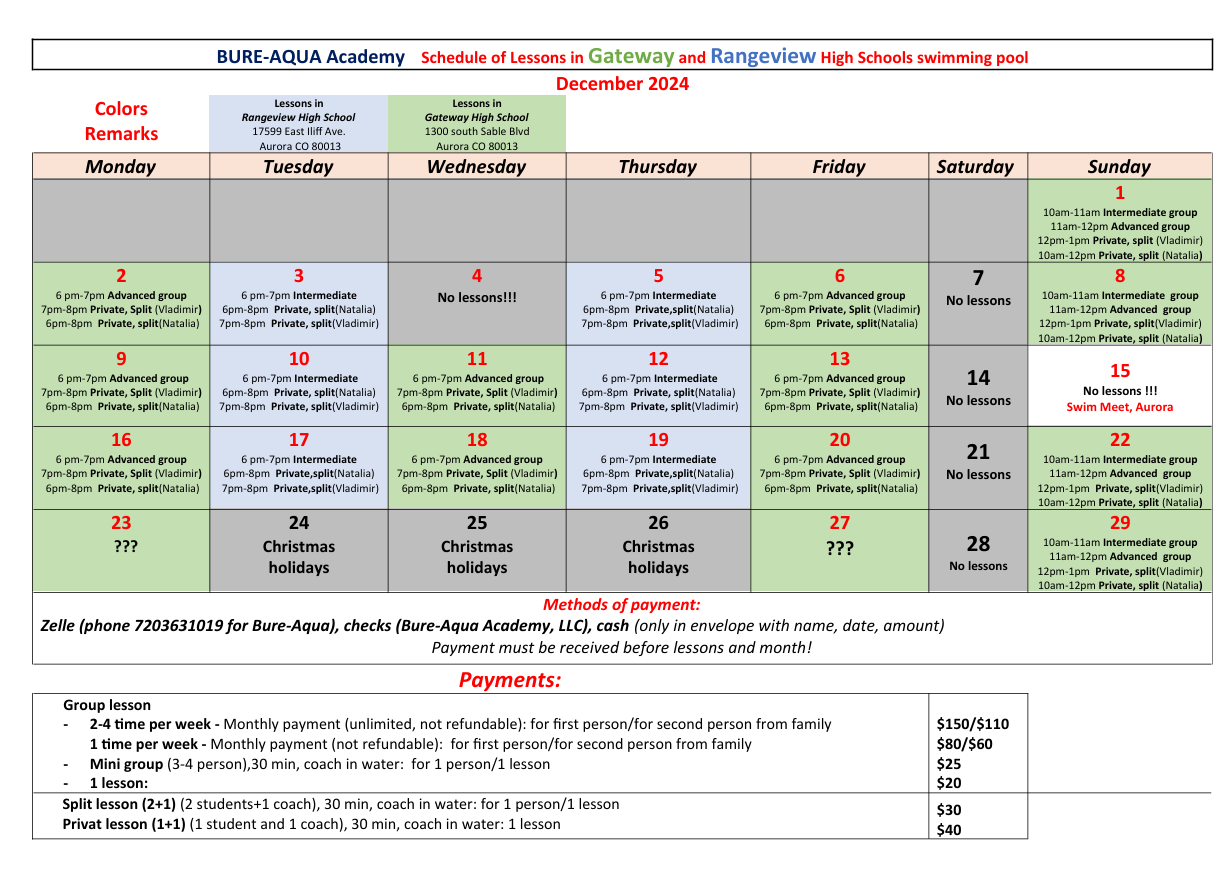 BURE-AQUA Academy Schedule of Lessons in Gateway and Rangeview High Schools swimming pool
December 2024
Colors
Remarks
Lessons in
Rangeview High School
17599 East Iliff Ave.
Aurora CO 80013
Lessons in
Gateway High School
1300 south Sable Blvd
Aurora CO 80013
Monday Tuesday Wednesday Thursday Friday Saturday Sunday
1
10am-11am Intermediate group
11am-12pm Advanced group
12pm-1pm Private, split (Vladimir)
10am-12pm Private, split (Natalia)
2
6 pm-7pm Advanced group
7pm-8pm Private, Split (Vladimir)
6pm-8pm Private, split(Natalia)
3
6 pm-7pm Intermediate
6pm-8pm Private, split(Natalia)
7pm-8pm Private, split(Vladimir)
4
No lessons!!!
5
6 pm-7pm Intermediate
6pm-8pm Private,split(Natalia)
7pm-8pm Private,split(Vladimir)
6
6 pm-7pm Advanced group
7pm-8pm Private, Split (Vladimir)
6pm-8pm Private, split(Natalia)
7
No lessons
8
10am-11am Intermediate group
11am-12pm Advanced group
12pm-1pm Private, split(Vladimir)
10am-12pm Private, split (Natalia)
9
6 pm-7pm Advanced group
7pm-8pm Private, Split (Vladimir)
6pm-8pm Private, split(Natalia)
10
6 pm-7pm Intermediate
6pm-8pm Private, split(Natalia)
7pm-8pm Private, split(Vladimir)
11
6 pm-7pm Advanced group
7pm-8pm Private, Split (Vladimir)
6pm-8pm Private, split(Natalia)
12
6 pm-7pm Intermediate
6pm-8pm Private, split(Natalia)
7pm-8pm Private, split(Vladimir)
13
6 pm-7pm Advanced group
7pm-8pm Private, Split (Vladimir)
6pm-8pm Private, split(Natalia)
14
No lessons
15
No lessons !!!
Swim Meet, Aurora
16
6 pm-7pm Advanced group
7pm-8pm Private, Split (Vladimir)
6pm-8pm Private, split(Natalia)
17
6 pm-7pm Intermediate
6pm-8pm Private,split(Natalia)
7pm-8pm Private,split(Vladimir)
18
6 pm-7pm Advanced group
7pm-8pm Private, Split (Vladimir)
6pm-8pm Private, split(Natalia)
19
6 pm-7pm Intermediate
6pm-8pm Private,split(Natalia)
7pm-8pm Private,split(Vladimir)
20
6 pm-7pm Advanced group
7pm-8pm Private, Split (Vladimir)
6pm-8pm Private, split(Natalia)
21
No lessons
22
10am-11am Intermediate group
11am-12pm Advanced group
12pm-1pm Private, split(Vladimir)
10am-12pm Private, split (Natalia)
23
???
24
Christmas
holidays
25
Christmas
holidays
26
Christmas
holidays
27
???
28
No lessons
29
10am-11am Intermediate group
11am-12pm Advanced group
12pm-1pm Private, split(Vladimir)
10am-12pm Private, split (Natalia)
Methods of payment:
Zelle (phone 7203631019 for Bure-Aqua), checks (Bure-Aqua Academy, LLC), cash (only in envelope with name, date, amount)
Payment must be received before lessons and month!
Payments:
Group lesson
- 2-4 time per week - Monthly payment (unlimited, not refundable): for first person/for second person from family $150/$110
1 time per week - Monthly payment (not refundable): for first person/for second person from family $80/$60
- Mini group (3-4 person),30 min, coach in water: for 1 person/1 lesson $25
- 1 lesson: $20
Split lesson (2+1) (2 students+1 coach), 30 min, coach in water: for 1 person/1 lesson $30
Privat lesson (1+1) (1 student and 1 coach), 30 min, coach in water: 1 lesson $40